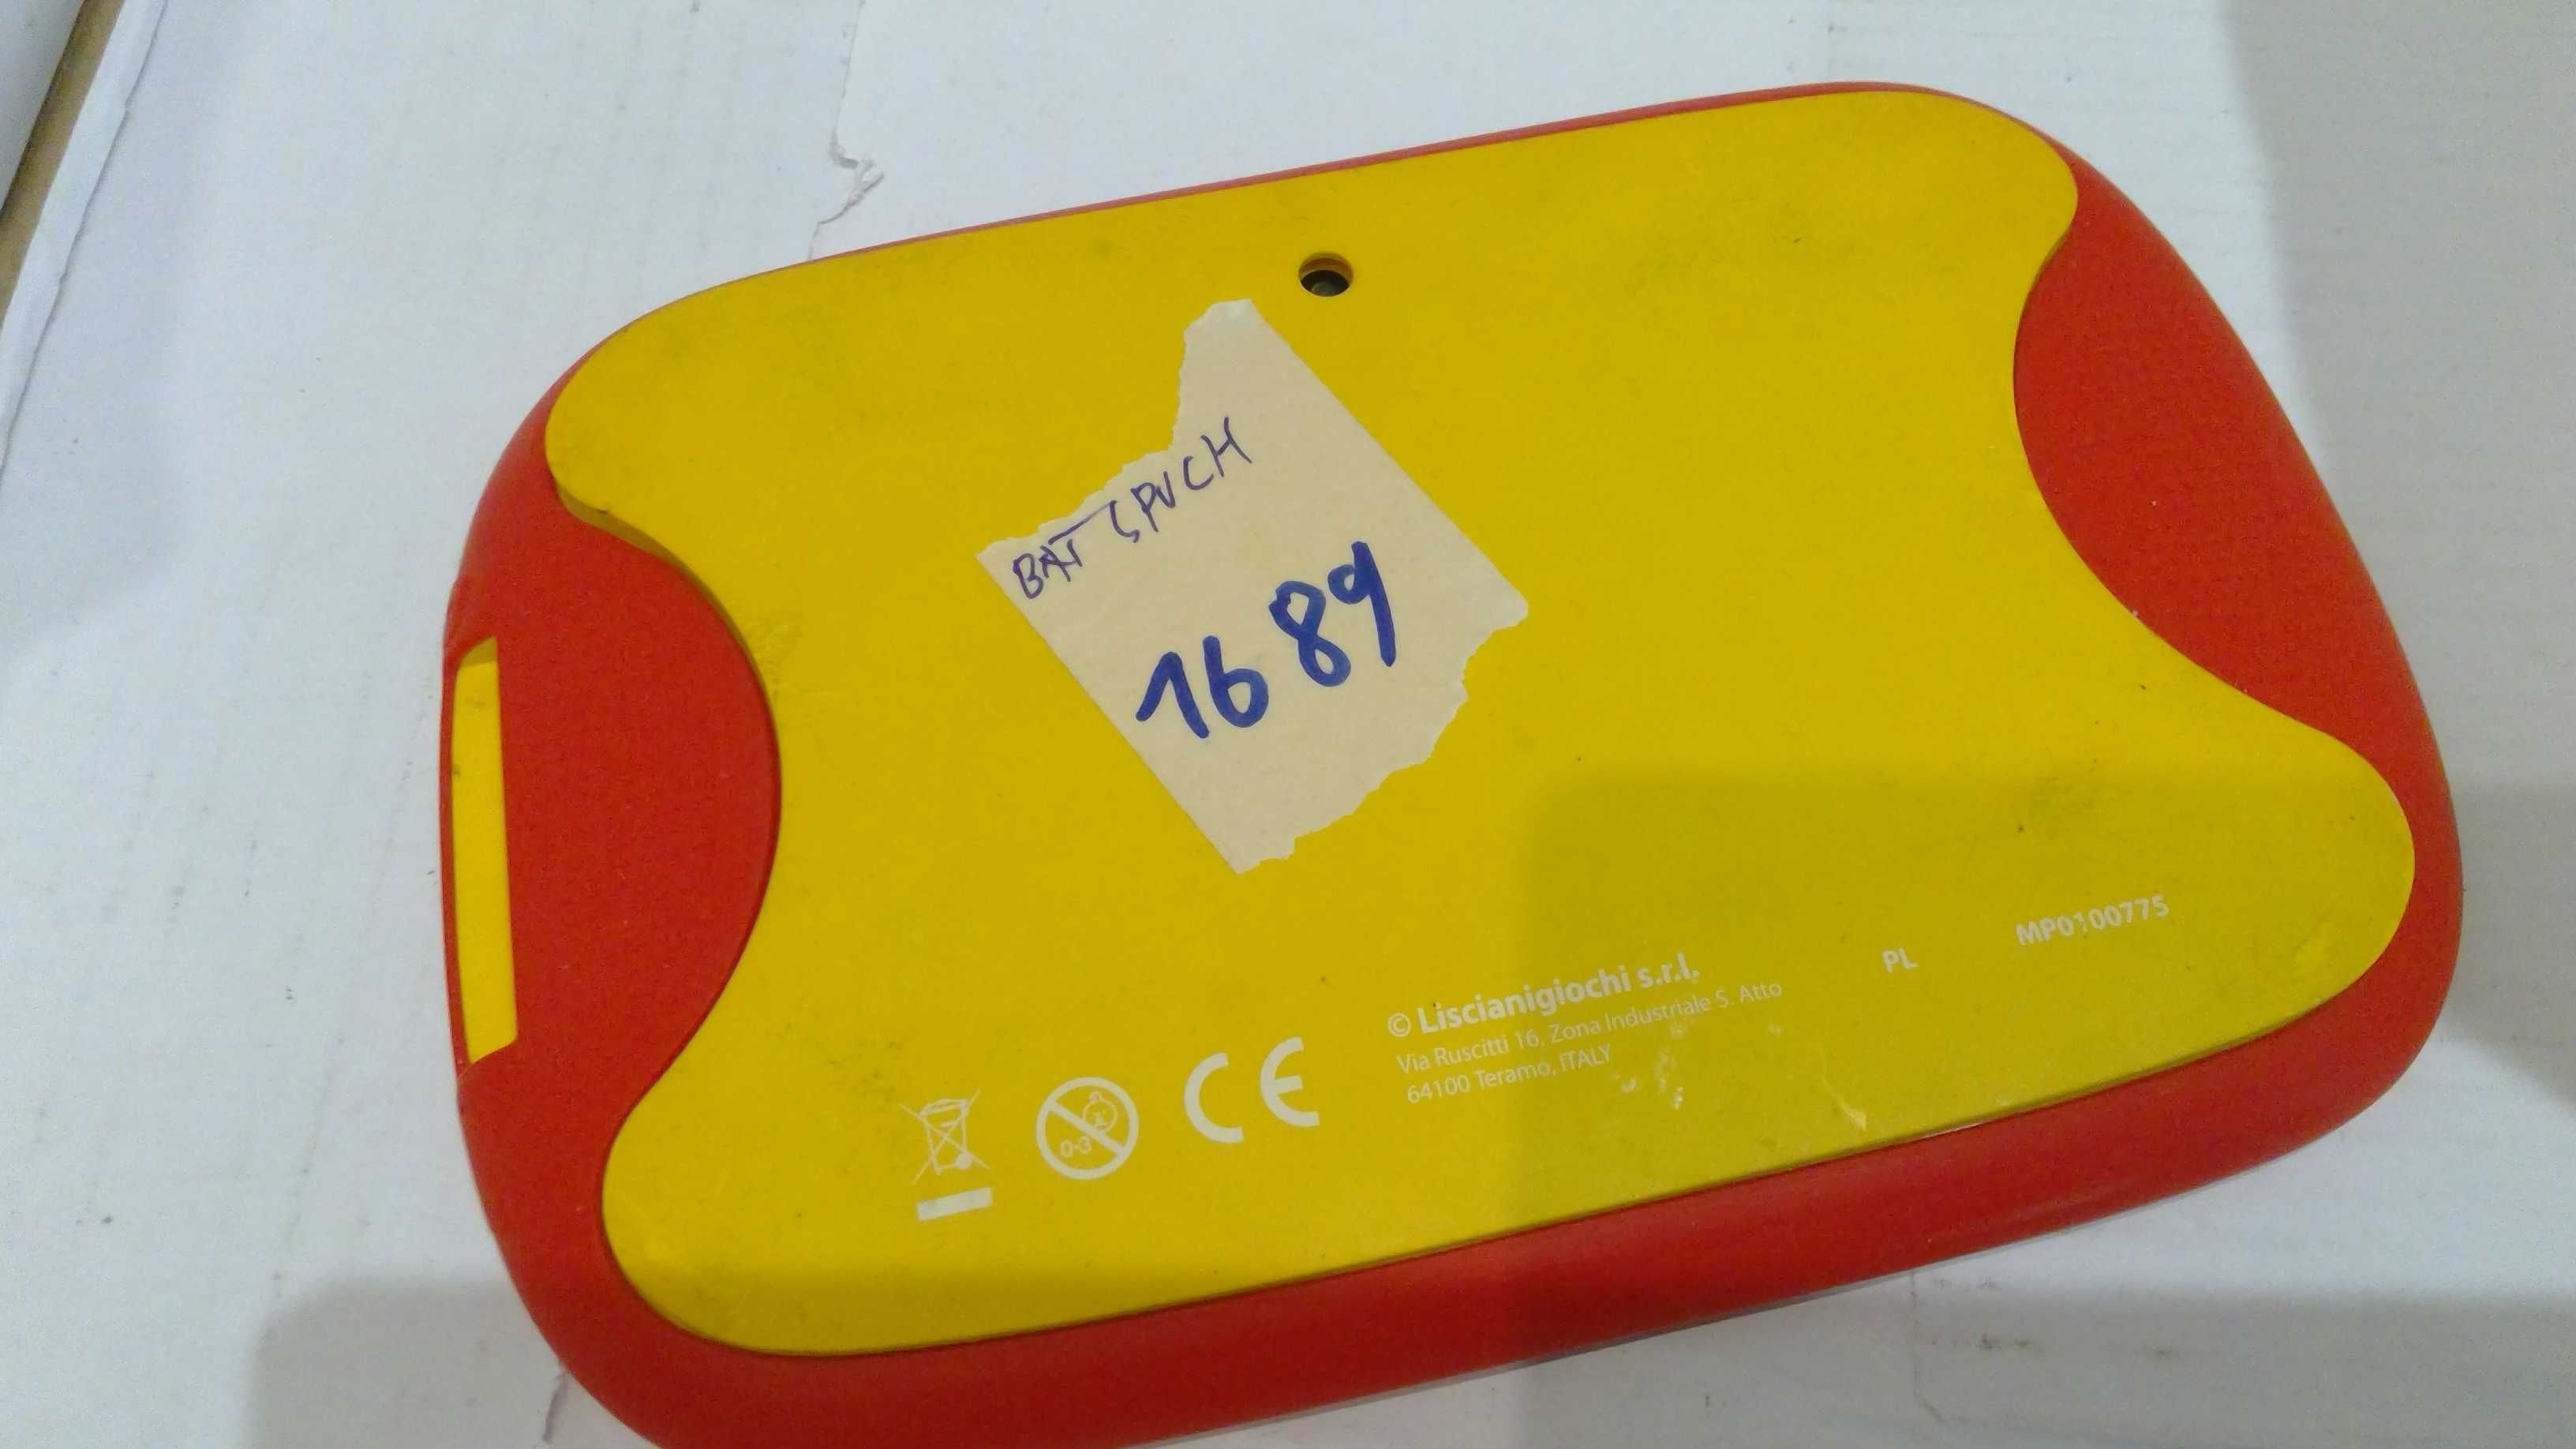 BAT SPUCH
1689
© Liscianigiochi s.r.l.
Via Ruscitti 16, Zona Industriale S. Atto
64100 Teramo, ITALY
PL
MP0100775
0-3
CE